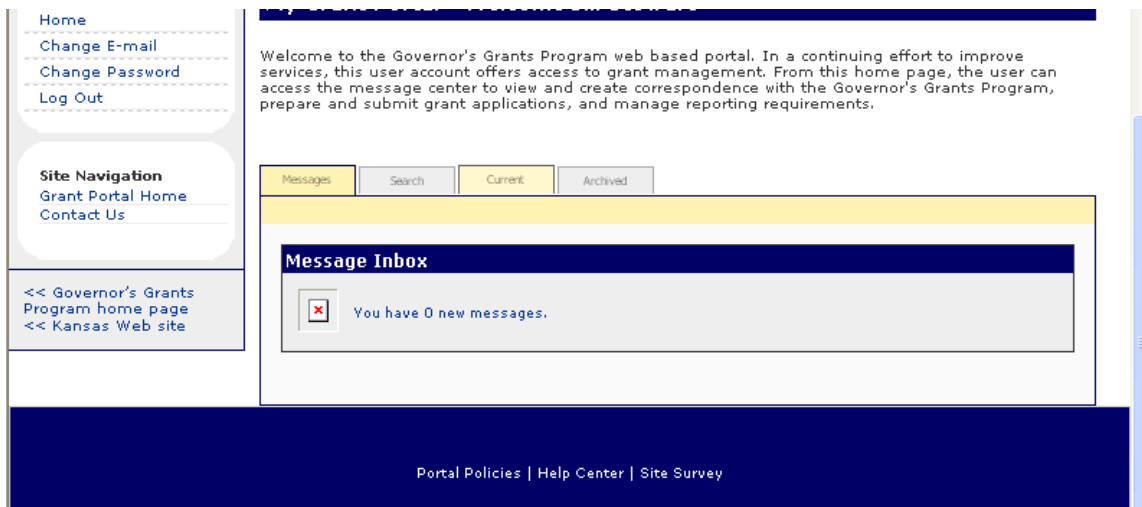 Home
Change E-mail
Change Password
Log Out
Site Navigation
Grant Portal Home
Contact Us
<< Governor's Grants
Program home page
<< Kansas Web site
Welcome to the Governor's Grants Program web based portal. In a continuing effort to improve
services, this user account offers access to grant management. From this home page, the user can
access the message center to view and create correspondence with the Governor's Grants Program,
prepare and submit grant applications, and manage reporting requirements.
Messages Search Current Archived
Message Inbox
You have 0 new messages.
Portal Policies | Help Center | Site Survey